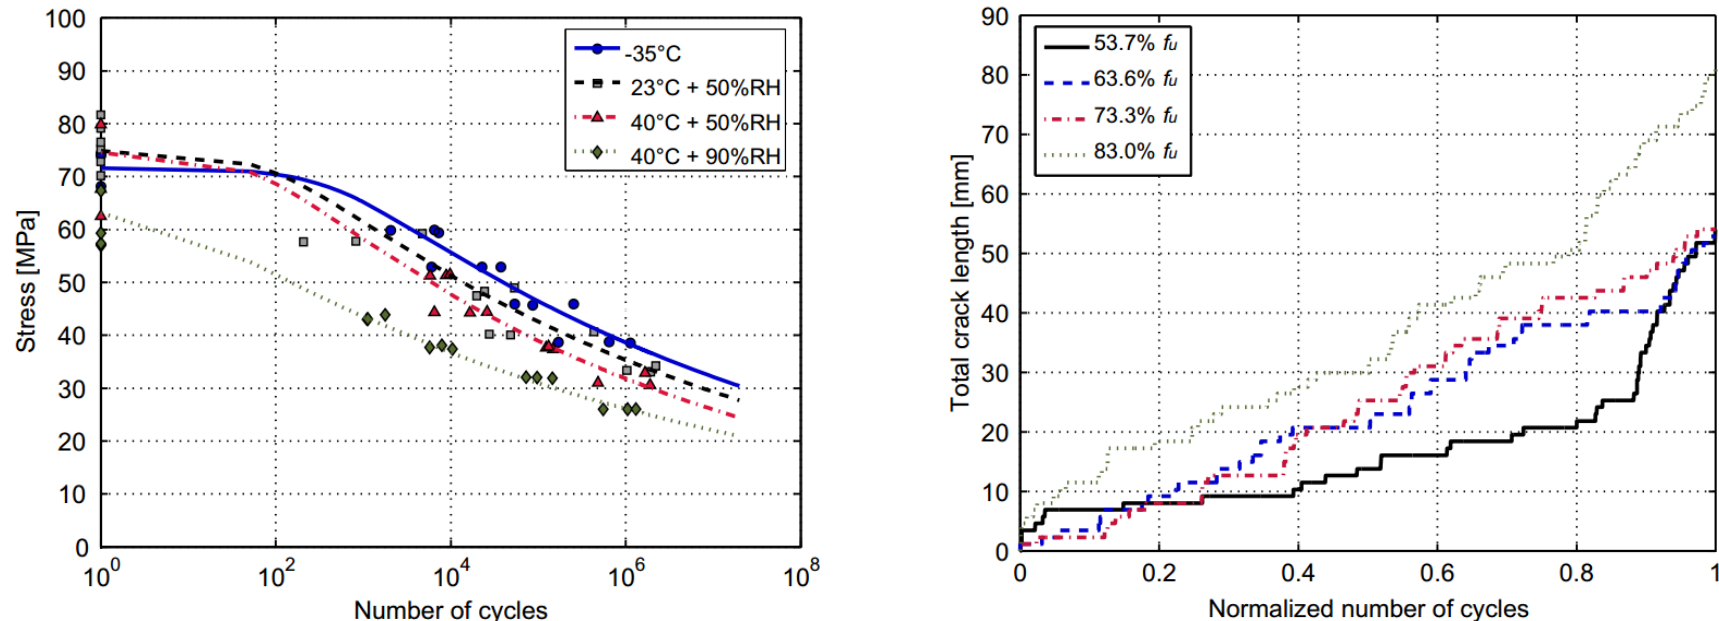 100
90
80
70
60
50
40
30
20
10
0
Stress [MPa]
-35°C
23°C + 50%RH
40°C + 50%RH
40°C + 90%RH
10^0
10^2
10^4
10^6
10^8
Number of cycles
90
80
70
60
50
40
30
20
10
0
Total crack length [mm]
53.7% fu
63.6% fu
73.3% fu
83.0% fu
0
0.2
0.4
0.6
0.8
1
Normalized number of cycles